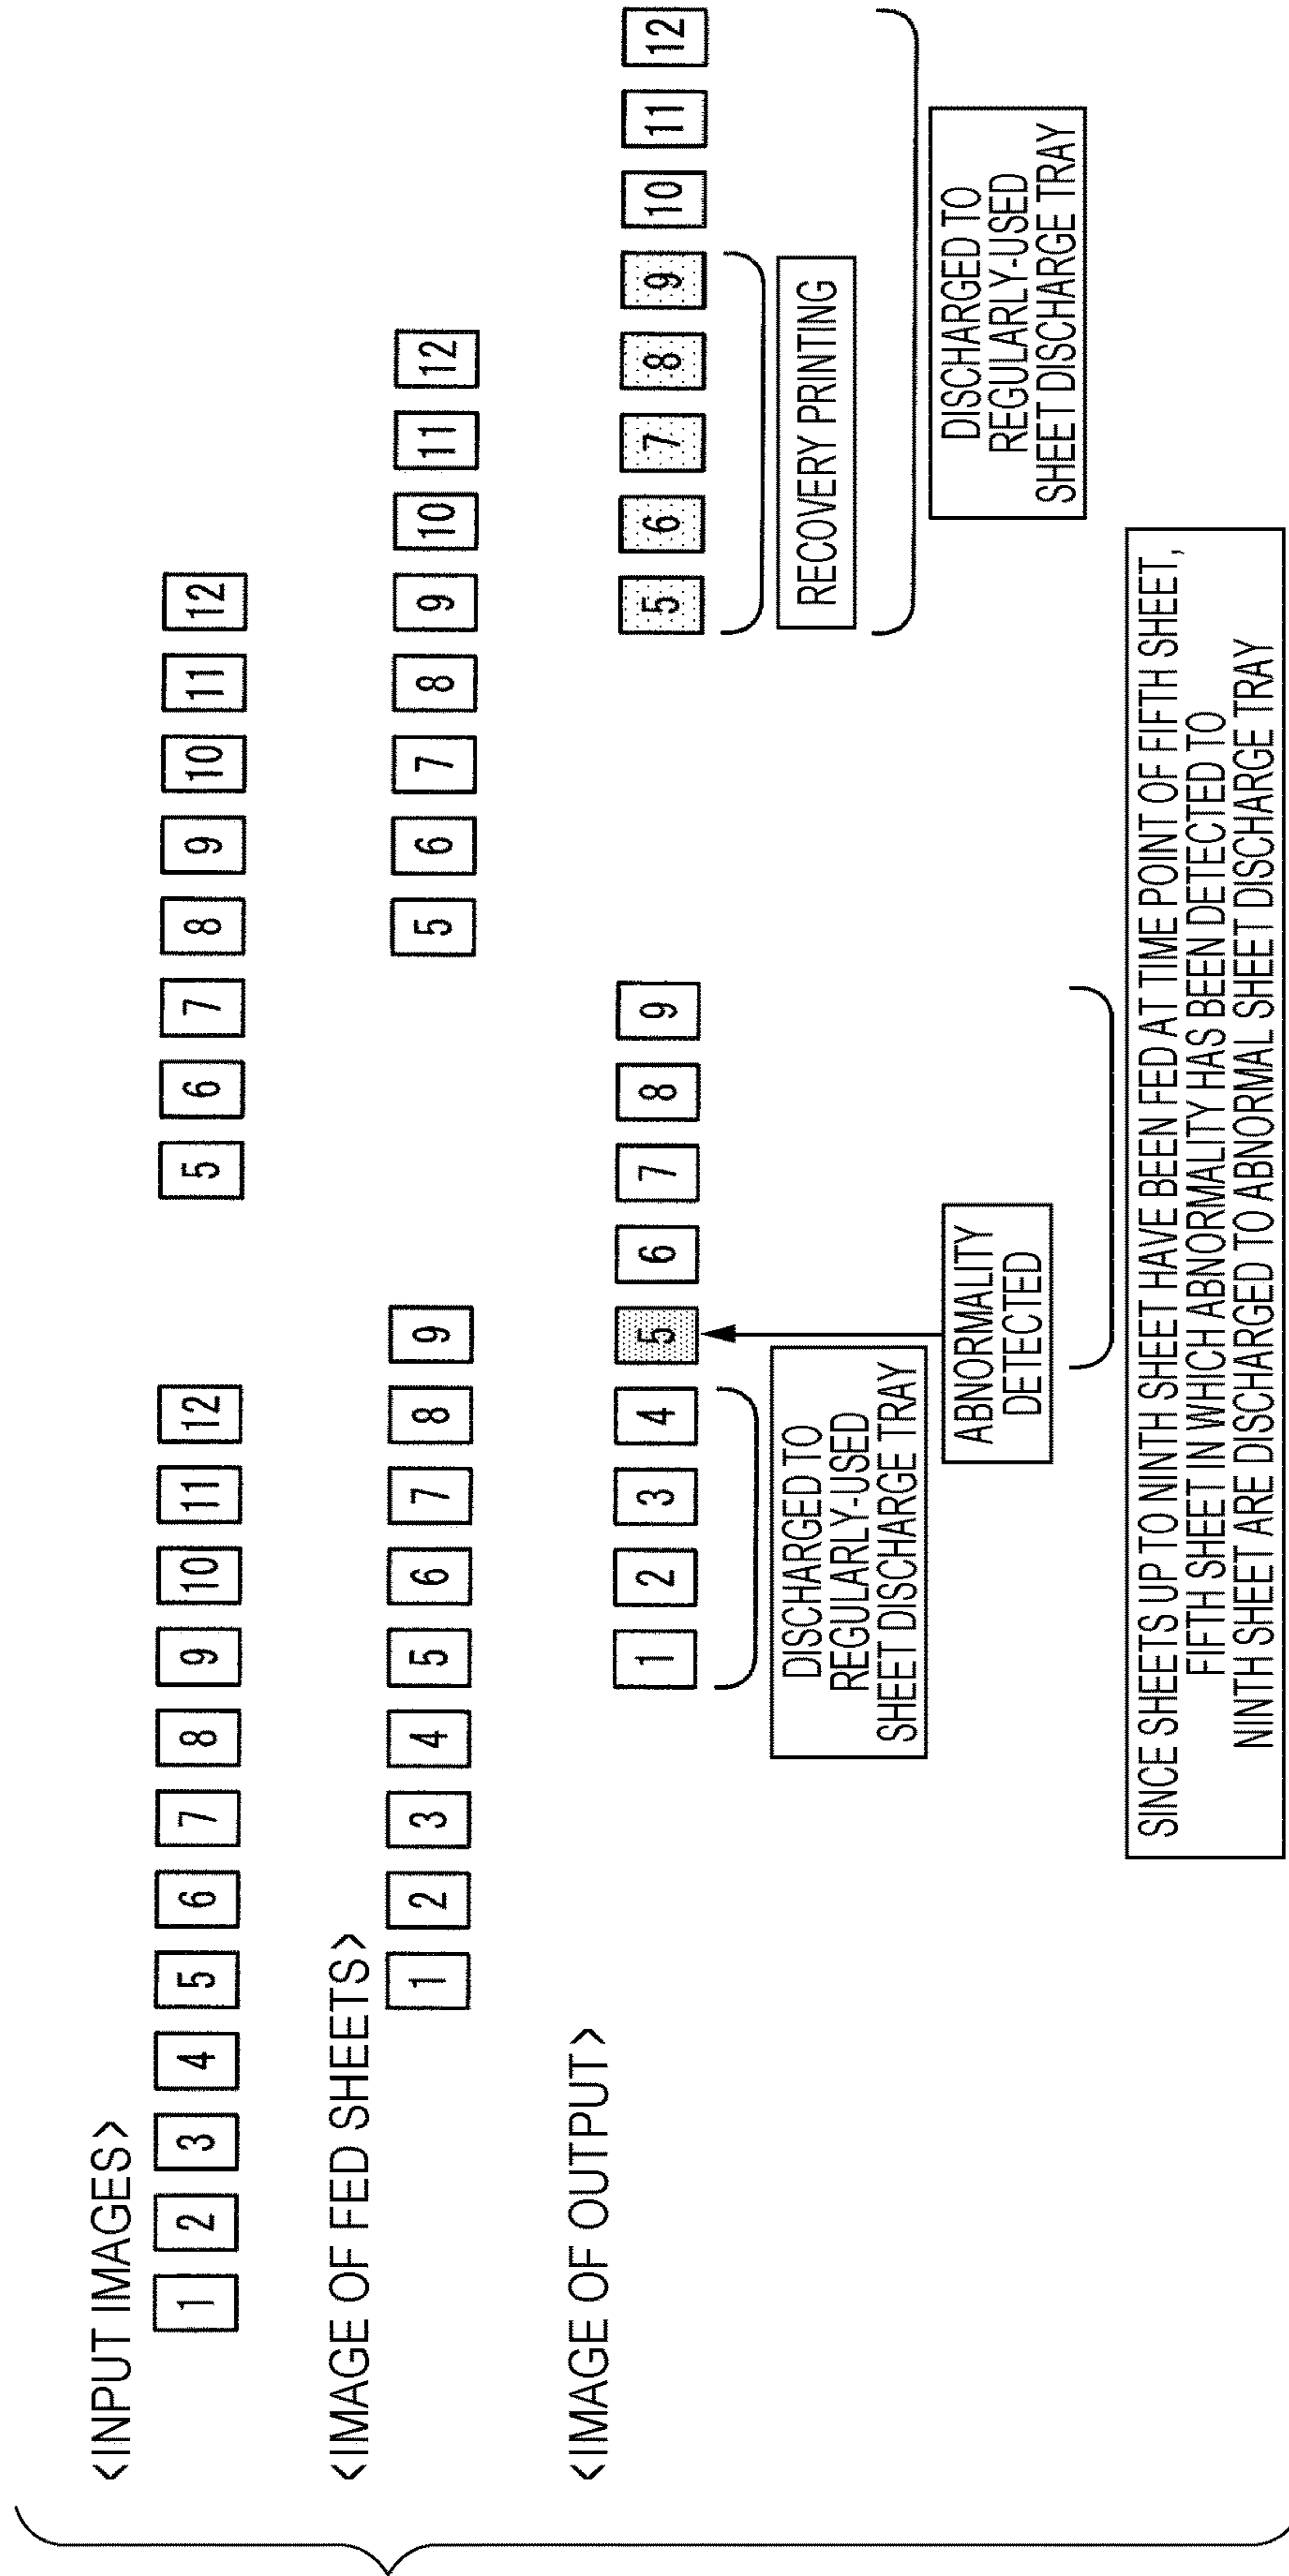 <INPUT IMAGES>
1 2 3 4 5 6 7 8 9 10 11 12 5 6 7 8 9 10 11 12
<IMAGE OF FED SHEETS>
1 2 3 4 5 6 7 8 9 5 6 7 8 9 10 11 12
<IMAGE OF OUTPUT>
1 2 3 4 5 6 7 8 9 5 6 7 8 9 10 11 12
DISCHARGED TO
REGULARLY-USED
SHEET DISCHARGE TRAY
ABNORMALITY
DETECTED
RECOVERY PRINTING
DISCHARGED TO
REGULARLY-USED
SHEET DISCHARGE TRAY
SINCE SHEETS UP TO NINTH SHEET HAVE BEEN FED AT TIME POINT OF FIFTH SHEET,
FIFTH SHEET IN WHICH ABNORMALITY HAS BEEN DETECTED TO
NINTH SHEET ARE DISCHARGED TO ABNORMAL SHEET DISCHARGE TRAY